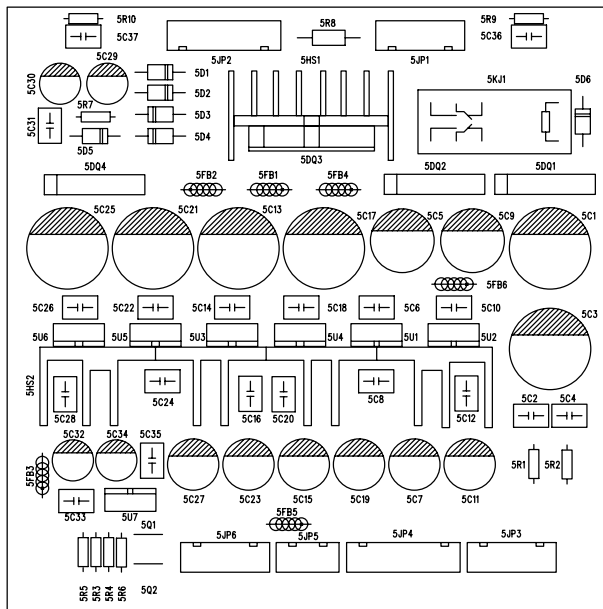 5R10 5R8 5R9
5C37 5C36
5C29 5JP2 5HS1 5JP1
5C30 5D1 5KJ1 5D6
5D2
5R7 5D3
5C31 5D5 5D4
5DQ4 5DQ3 5DQ2 5DQ1
5FB2 5FB1 5FB4
5C25 5C21 5C13 5C17 5C5 5C9 5C1
5FB6
5C26 5C22 5C14 5C18 5C6 5C10 5C3
5U6 5U5 5U3 5U4 5U1 5U2
5HS2
5C24 5C8
5C28 5C16 5C20 5C12 5C2 5C4
5C32 5C34 5C35
5FB3 5R1 5R2
5C27 5C23 5C15 5C19 5C7 5C11
5C33 5U7 5FB5
5Q1 5JP6 5JP5 5JP4 5JP3
5R5 5R3 5R4 5R6 5Q2